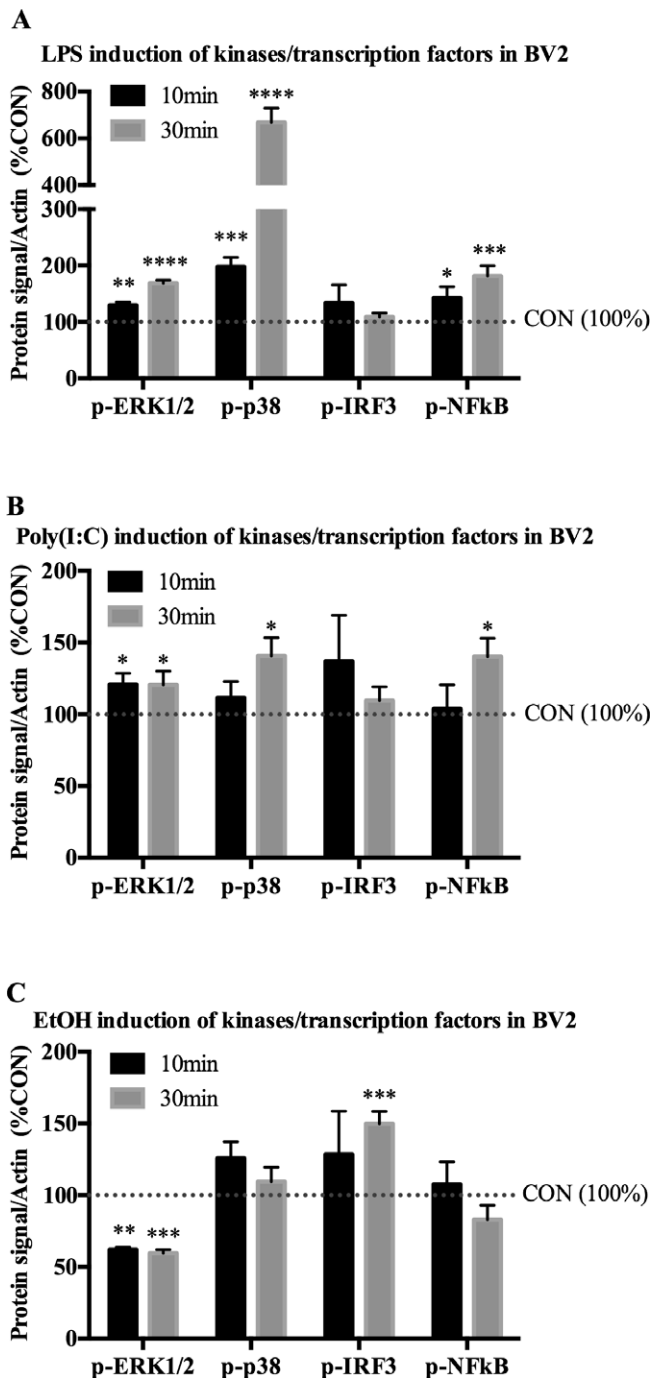 A
LPS induction of kinases/transcription factors in BV2
Protein signal/Actin (%CON)
800
600
400
300
200
100
0
10min
30min
**
****
***
****
*
***
CON (100%)
p-ERK1/2 p-p38 p-IRF3 p-NFkB
B
Poly(I:C) induction of kinases/transcription factors in BV2
Protein signal/Actin (%CON)
200
150
100
50
0
10min
30min
*
*
*
*
CON (100%)
p-ERK1/2 p-p38 p-IRF3 p-NFkB
C
EtOH induction of kinases/transcription factors in BV2
Protein signal/Actin (%CON)
200
150
100
50
0
10min
30min
**
***
***
CON (100%)
p-ERK1/2 p-p38 p-IRF3 p-NFkB